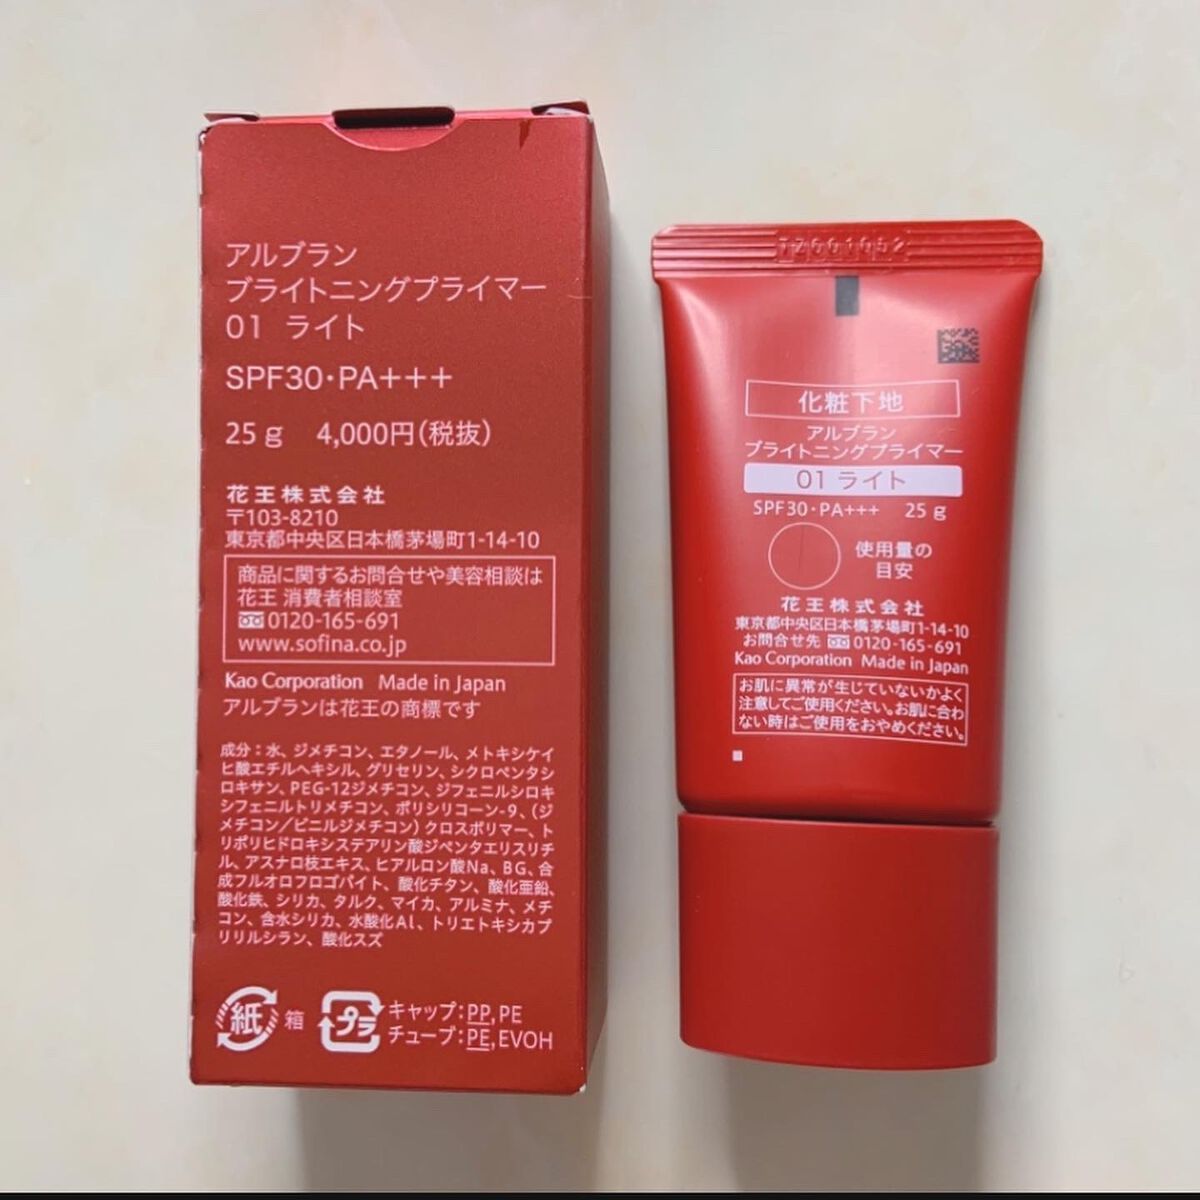 アルブラン
ブライトニングプライマー
01 ライト
SPF30・PA+++
25g 4,000円(税抜)
花王株式会社
〒103-8210
東京都中央区日本橋茅場町1-14-10
商品に関するお問合せや美容相談は
花王 消費者相談室
0120-165-691
www.sofina.co.jp
Kao Corporation Made in Japan
アルブランは花王の商標です
成分：水、ジメチコン、エタノール、メトキシケイ
ヒ酸エチルヘキシル、グリセリン、シクロペンタシ
ロキサン、PEG-12ジメチコン、ジフェニルシロキ
シフェニルトリメチコン、ポリシリコーン-9、(ジ
メチコン／ビニルジメチコン)クロスポリマー、ト
リポリヒドロキシステアリン酸ジペンタエリスリチ
ル、アスナロ枝エキス、ヒアルロン酸Na、BG、合
成フルオロフロゴパイト、酸化チタン、酸化亜鉛、
酸化鉄、シリカ、タルク、マイカ、アルミナ、メチ
コン、含水シリカ、水酸化Al、トリエトキシカプ
リリルシラン、酸化スズ
紙 箱
プラ
キャップ：PP,PE
チューブ：PE,EVOH
化粧下地
アルブラン
ブライトニングプライマー
01 ライト
SPF30・PA+++ 25g
使用量の
目安
花王株式会社
東京都中央区日本橋茅場町1-14-10
お問合せ先 0120-165-691
Kao Corporation Made in Japan
お肌に異常が生じていないかよく
注意してご使用ください。お肌に合わ
ない時はご使用をおやめください。